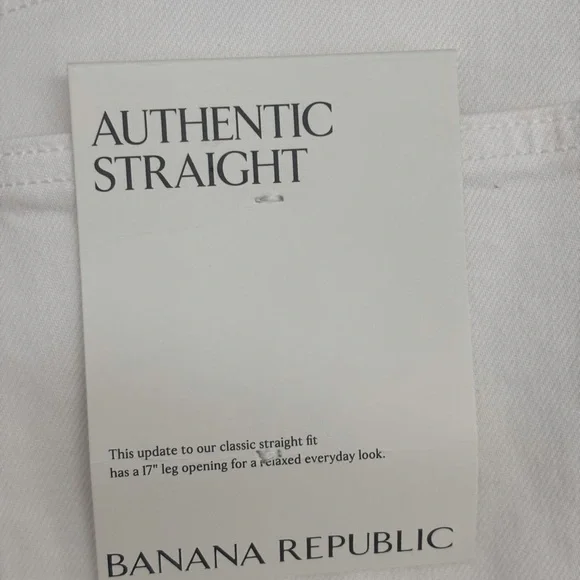 AUTHENTIC
STRAIGHT
This update to our classic straight fit
has a 17" leg opening for a relaxed everyday look.
BANANA REPUBLIC